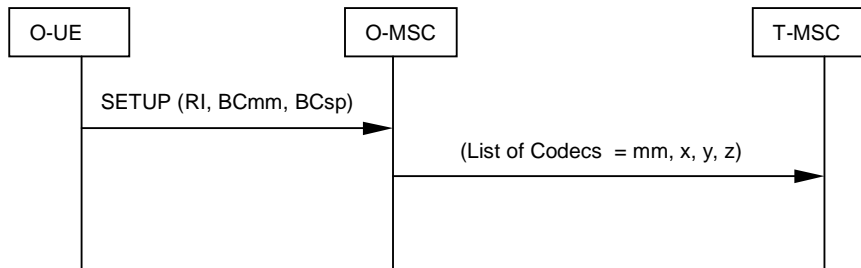 O-UE
O-MSC
T-MSC
SETUP (RI, BCmm, BCsp)
(List of Codecs = mm, x, y, z)